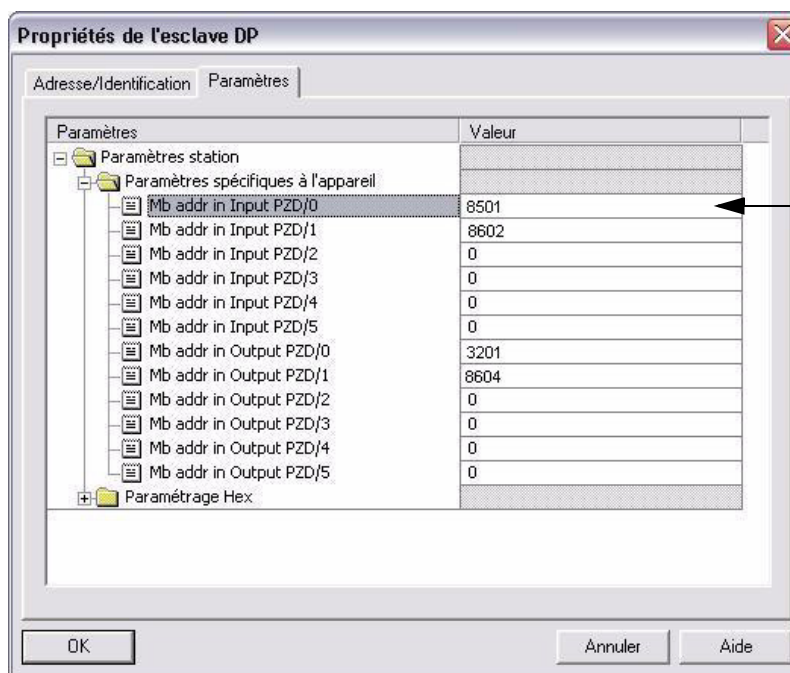 Propriétés de l'esclave DP
Adresse/Identification Paramètres
Paramètres Valeur
Paramètres station
Paramètres spécifiques à l'appareil
Mb addr in Input PZD/0 8501
Mb addr in Input PZD/1 8602
Mb addr in Input PZD/2 0
Mb addr in Input PZD/3 0
Mb addr in Input PZD/4 0
Mb addr in Input PZD/5 0
Mb addr in Output PZD/0 3201
Mb addr in Output PZD/1 8604
Mb addr in Output PZD/2 0
Mb addr in Output PZD/3 0
Mb addr in Output PZD/4 0
Mb addr in Output PZD/5 0
Paramétrage Hex
OK Annuler Aide